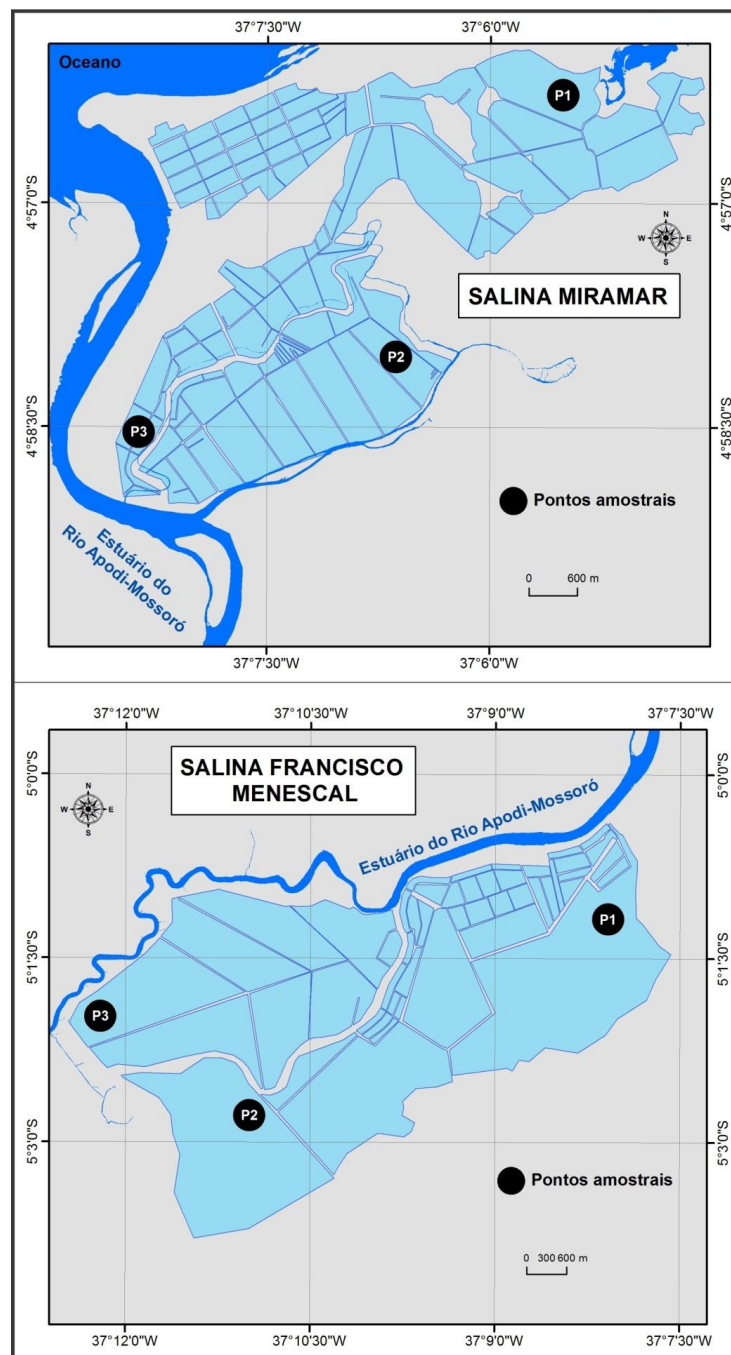 37°7'30"W 37°6'0"W
Oceano
P1
4°57'0"S 4°57'0"S
N
W E
S
SALINA MIRAMAR
P2
P3
4°58'30"S 4°58'30"S
Pontos amostrais
Estuário do
Rio Apodi-Mossoró
0 600 m
37°7'30"W 37°6'0"W
37°12'0"W 37°10'30"W 37°9'0"W 37°7'30"W
SALINA FRANCISCO
MENESCAL
5°0'0"S 5°0'0"S
N
W E
S
Estuário do Rio Apodi-Mossoró
P1
5°1'30"S 5°1'30"S
P3
P2
5°3'0"S 5°3'0"S
Pontos amostrais
0 300 600 m
37°12'0"W 37°10'30"W 37°9'0"W 37°7'30"W